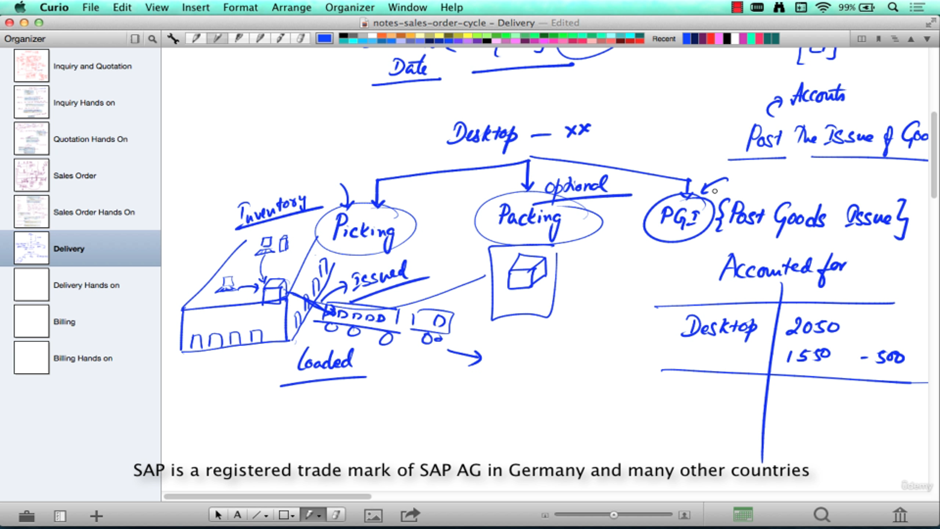 Curio File Edit View Insert Format Arrange Organizer Window Help
99%
notes-sales-order-cycle - Delivery — Edited
Organizer
Recent
Inquiry and Quotation
Inquiry Hands on
Quotation Hands On
Sales Order
Sales Order Hands on
Delivery
Delivery Hands on
Billing
Billing Hands on
Date
Accounts
Post The Issue of Goo
Desktop - xx
optional
Inventory
Picking
Packing
PGI {Post Goods Issue}
Issued
Accounted for
Desktop 2050
1550 - 500
Loaded
SAP is a registered trade mark of SAP AG in Germany and many other countries
Udemy